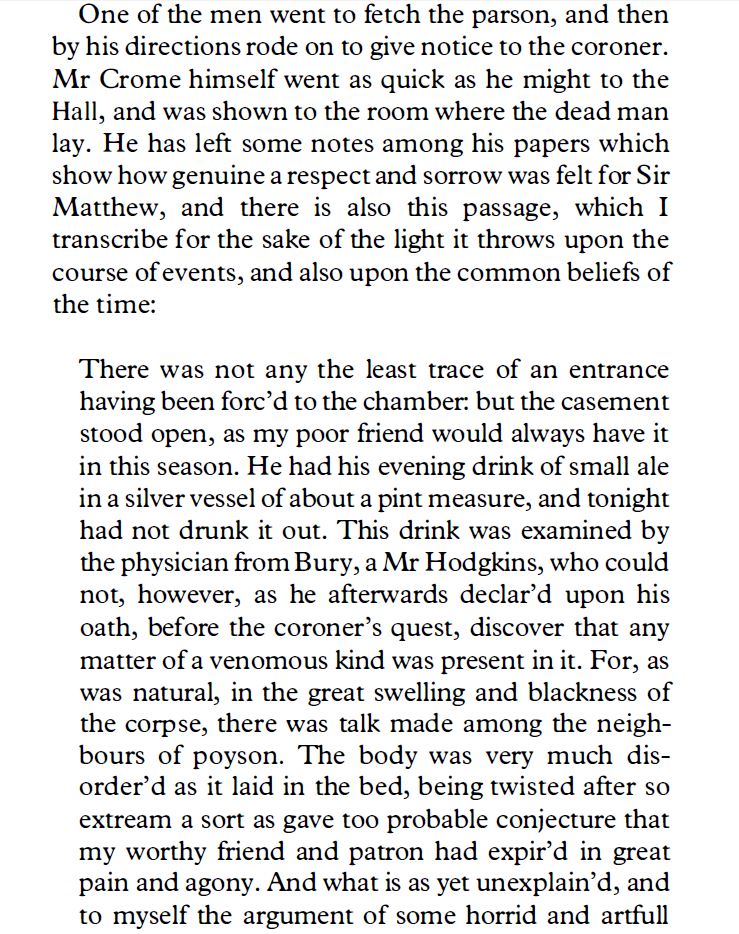 One of the men went to fetch the parson, and then
by his directions rode on to give notice to the coroner.
Mr Crome himself went as quick as he might to the
Hall, and was shown to the room where the dead man
lay. He has left some notes among his papers which
show how genuine a respect and sorrow was felt for Sir
Matthew, and there is also this passage, which I
transcribe for the sake of the light it throws upon the
course of events, and also upon the common beliefs of
the time:
There was not any the least trace of an entrance
having been forc’d to the chamber: but the casement
stood open, as my poor friend would always have it
in this season. He had his evening drink of small ale
in a silver vessel of about a pint measure, and tonight
had not drunk it out. This drink was examined by
the physician from Bury, a Mr Hodgkins, who could
not, however, as he afterwards declar’d upon his
oath, before the coroner’s quest, discover that any
matter of a venomous kind was present in it. For, as
was natural, in the great swelling and blackness of
the corpse, there was talk made among the neigh-
bours of poyson. The body was very much dis-
order’d as it laid in the bed, being twisted after so
extream a sort as gave too probable conjecture that
my worthy friend and patron had expir’d in great
pain and agony. And what is as yet unexplain’d, and
to myself the argument of some horrid and artfull